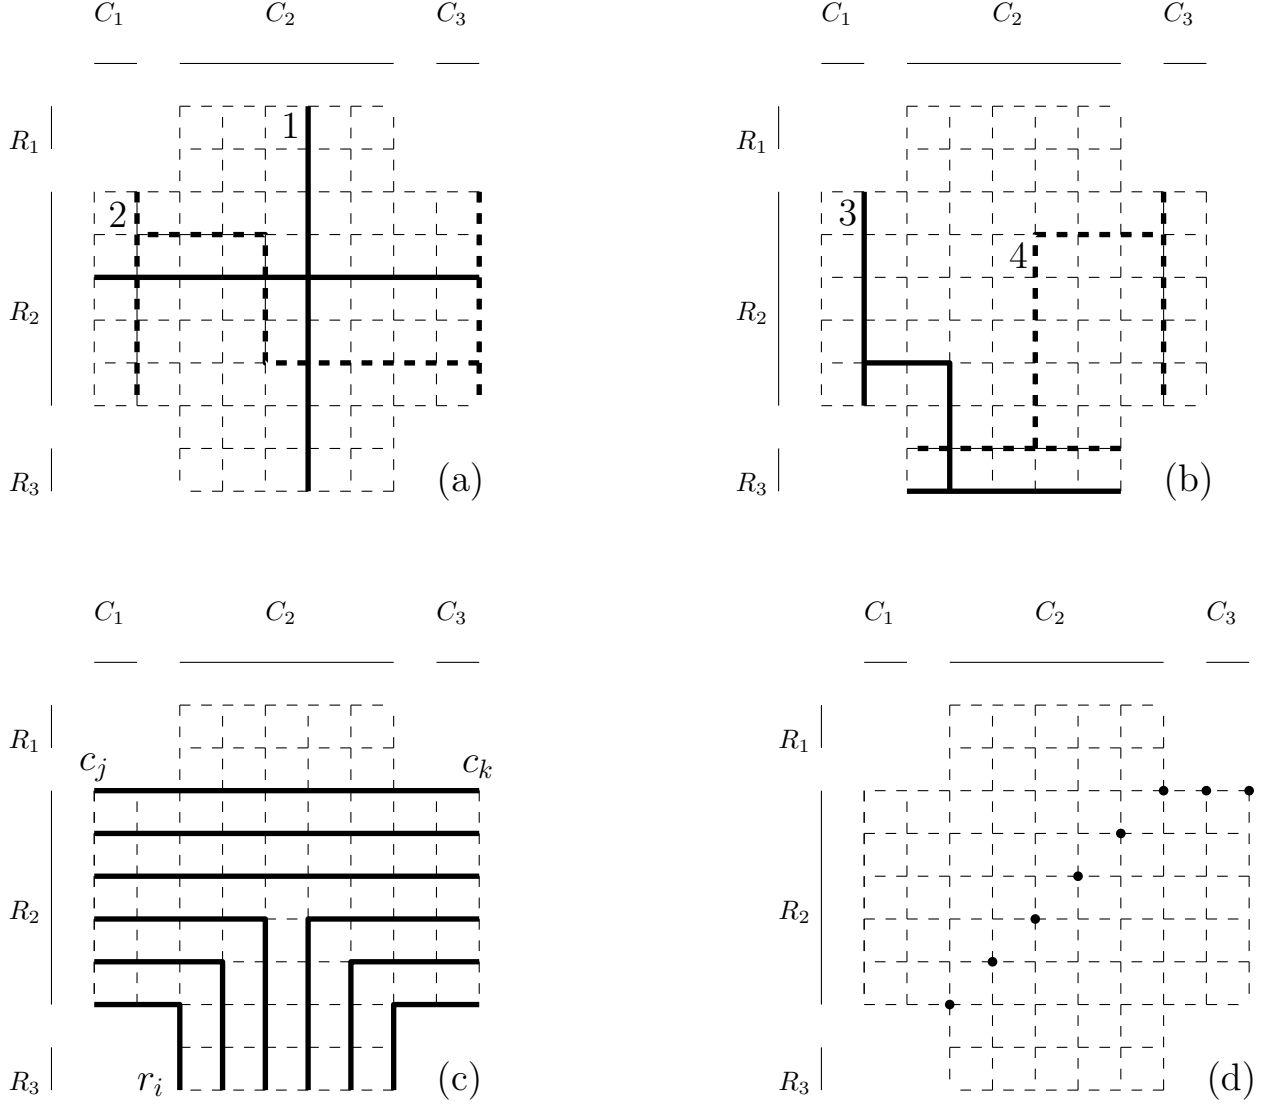 C₁ C₂ C₃
R₁
1
2
R₂
R₃
(a)
C₁ C₂ C₃
R₁
3
4
R₂
R₃
(b)
C₁ C₂ C₃
R₁
cⱼ cₖ
R₂
R₃
rᵢ
(c)
C₁ C₂ C₃
R₁
R₂
R₃
(d)